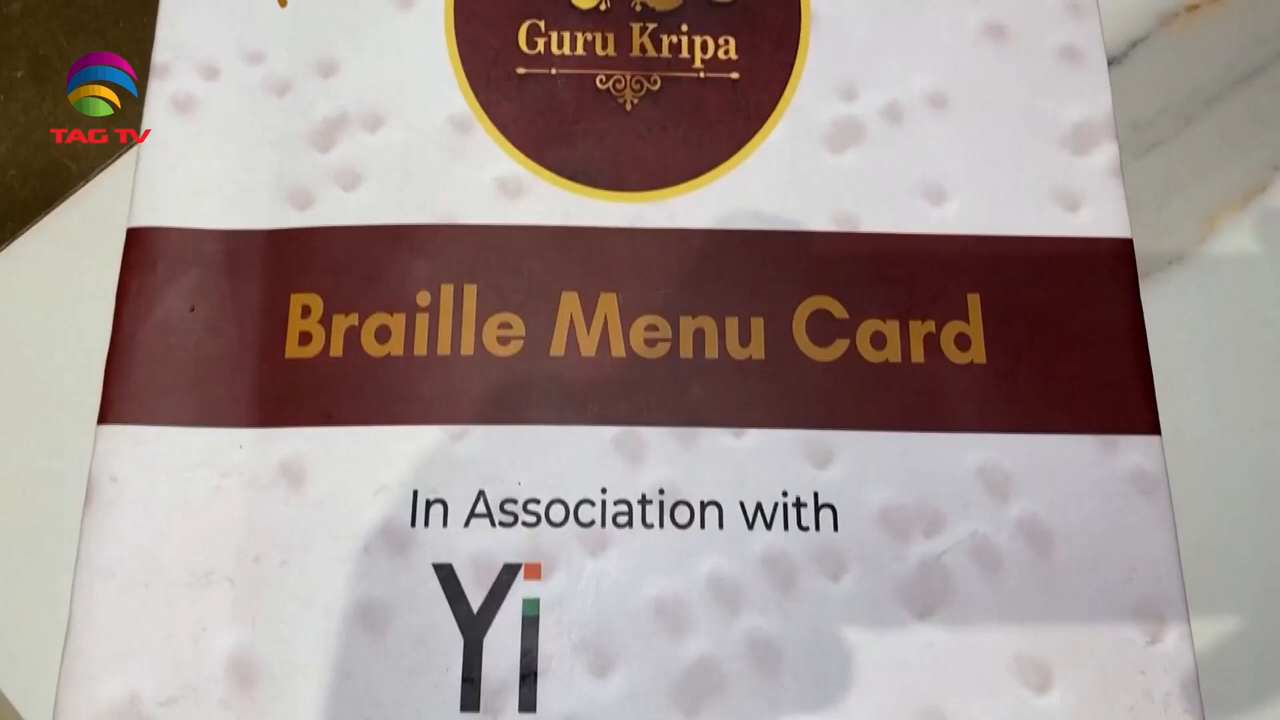 Guru Kripa
TAG TV
Braille Menu Card
In Association with
Yi